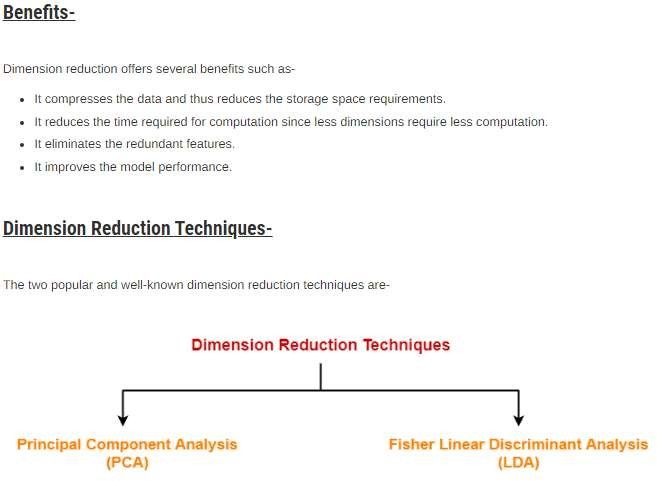 Benefits-
Dimension reduction offers several benefits such as-
• It compresses the data and thus reduces the storage space requirements.
• It reduces the time required for computation since less dimensions require less computation.
• It eliminates the redundant features.
• It improves the model performance.
Dimension Reduction Techniques-
The two popular and well-known dimension reduction techniques are-
Dimension Reduction Techniques
Principal Component Analysis
(PCA)
Fisher Linear Discriminant Analysis
(LDA)